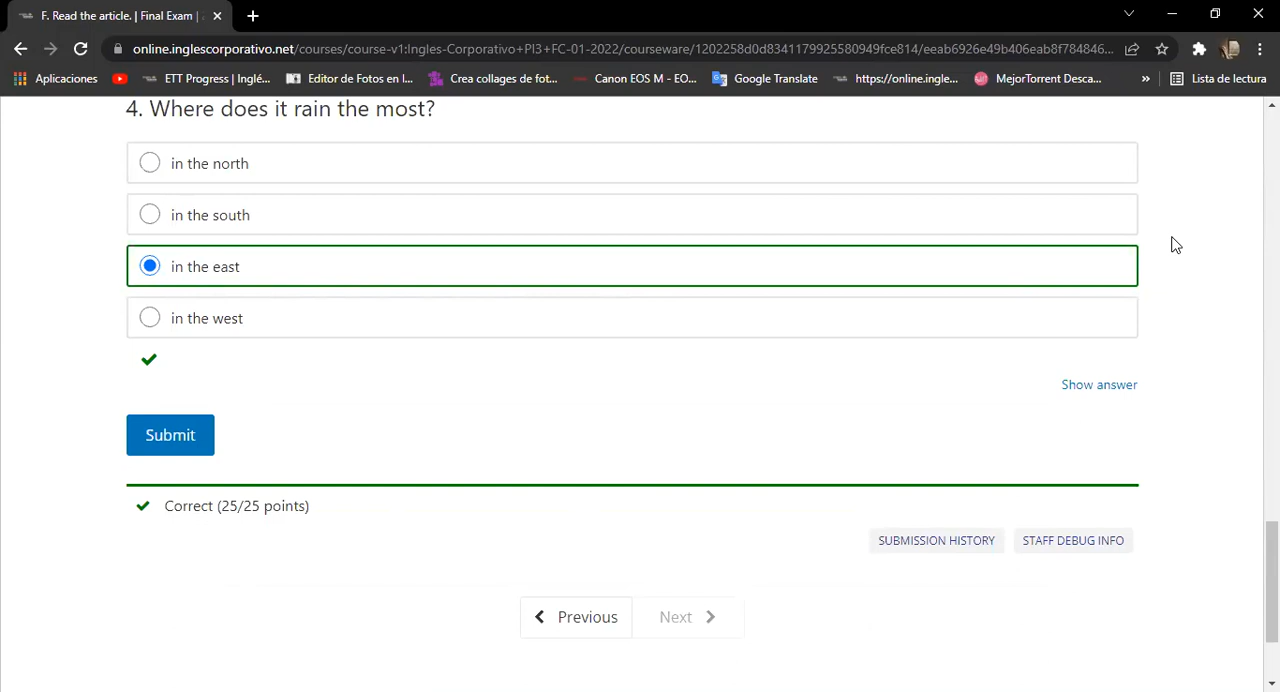 F. Read the article. | Final Exam |
online.inglescorporativo.net/courses/course-v1:Ingles-Corporativo+PI3+FC-01-2022/courseware/1202258d0d8341179925580949fce814/eeab6926e49b406eab8f784846...
Aplicaciones ETT Progress | Inglé... Editor de Fotos en l... Crea collages de fot... Canon EOS M - EO... Google Translate https://online.ingle... MejorTorrent Desca... » Lista de lectura
4. Where does it rain the most?
in the north
in the south
in the east
in the west
Show answer
Submit
Correct (25/25 points)
SUBMISSION HISTORY STAFF DEBUG INFO
Previous Next